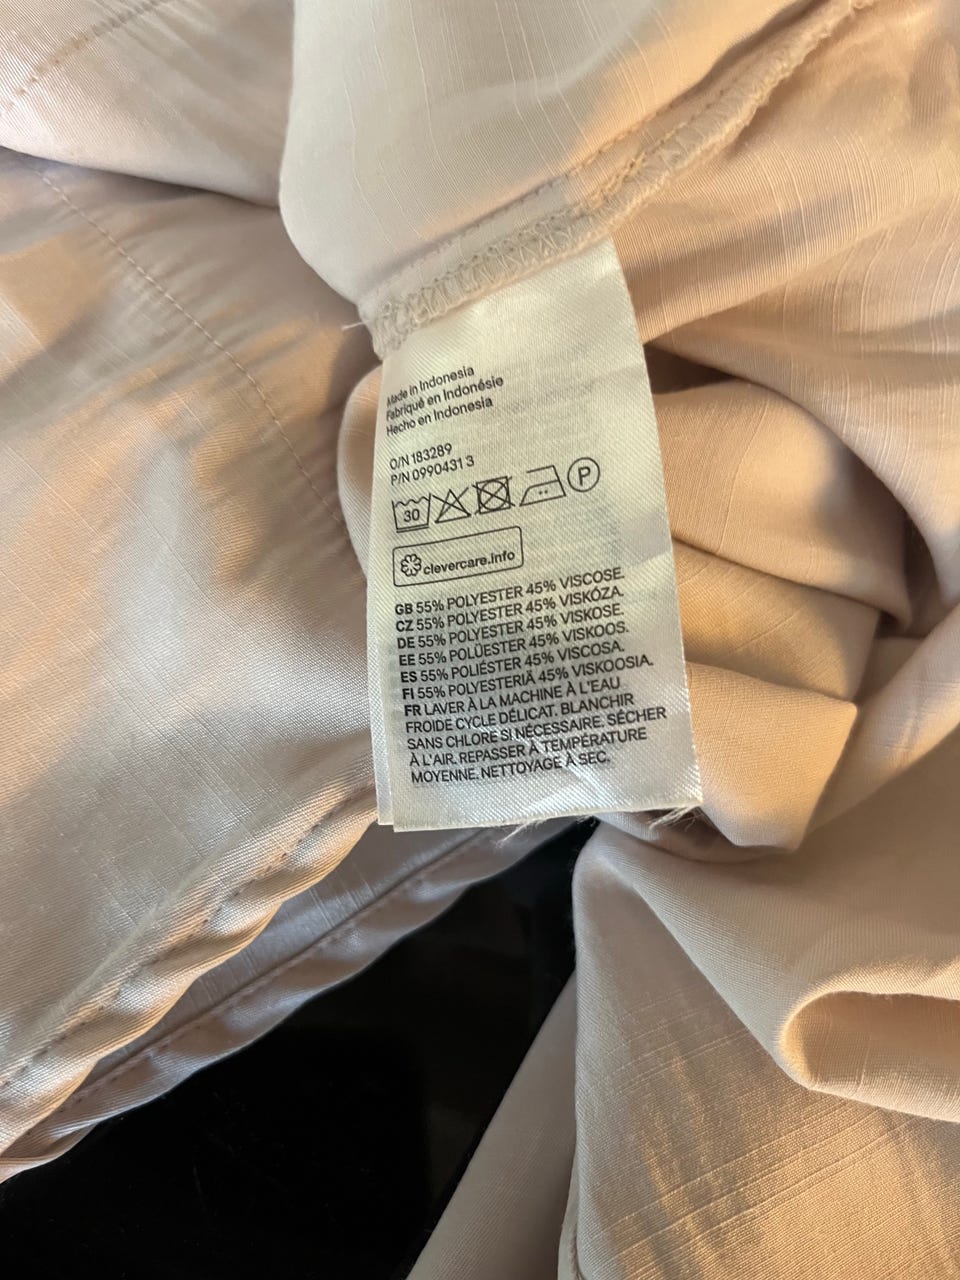 Made in Indonesia
Fabriqué en Indonésie
Hecho en Indonesia
O/N 183289
P/N 0990431 3
30 P
clevercare.info
GB 55% POLYESTER 45% VISCOSE.
CZ 55% POLYESTER 45% VISKÓZA.
DE 55% POLYESTER 45% VISKOSE.
EE 55% POLÜESTER 45% VISKOOS.
ES 55% POLIÉSTER 45% VISCOSA.
FI 55% POLYESTERIÄ 45% VISKOOSIA.
FR LAVER À LA MACHINE À L'EAU
FROIDE CYCLE DÉLICAT. BLANCHIR
SANS CHLORE SI NÉCESSAIRE. SÉCHER
À L'AIR. REPASSER À TEMPÉRATURE
MOYENNE. NETTOYAGE À SEC.